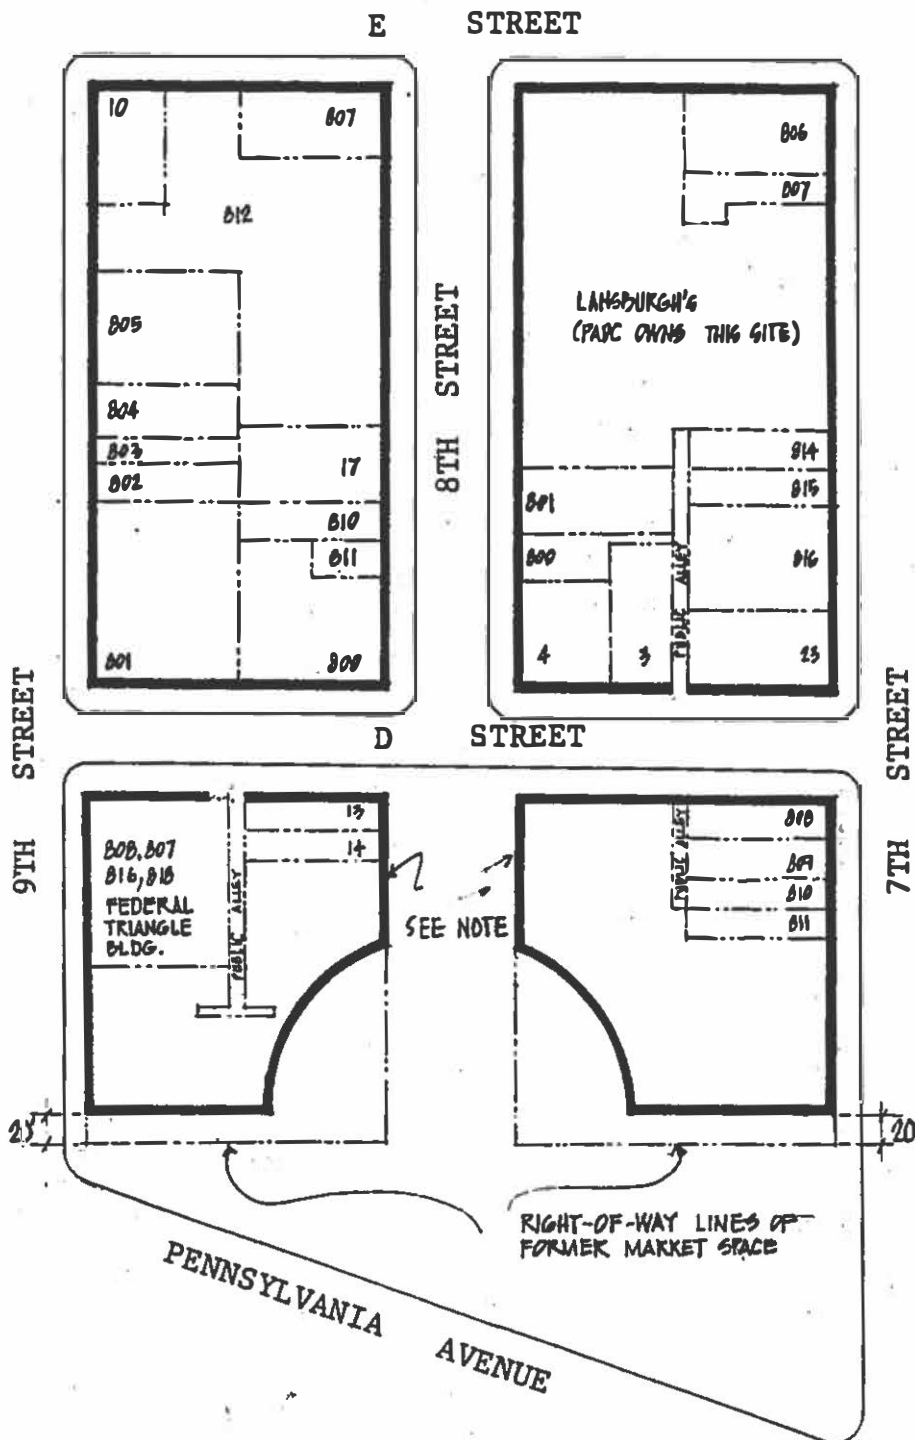 E STREET
10
807
812
805
804
803
802
17
810
811
801
809
8TH STREET
806
807
LANSBURGH'S
(PADC OWNS THIS SITE)
814
815
816
801
800
4
3
PUBLIC ALLEY
23
9TH STREET
D STREET
7TH STREET
808, 807
816, 818
FEDERAL
TRIANGLE
BLDG.
PUBLIC ALLEY
13
14
SEE NOTE
PUBLIC ALLEY
808
809
810
811
20
RIGHT-OF-WAY LINES OF
FORMER MARKET SPACE
PENNSYLVANIA AVENUE